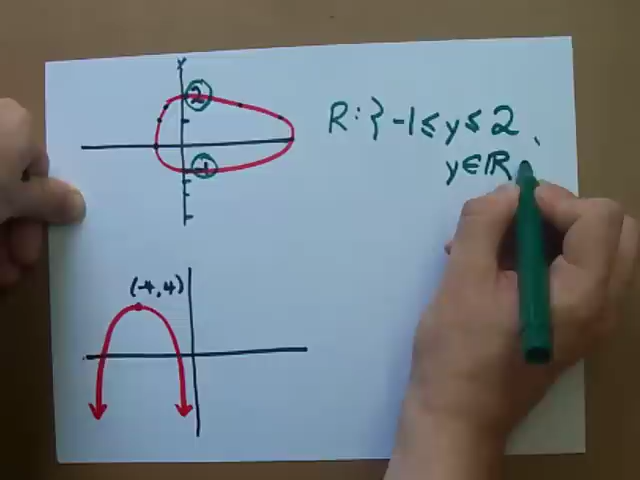 Y
2
-1
R: { -1 ≤ y ≤ 2,
y∈ℝ
(-4,4)